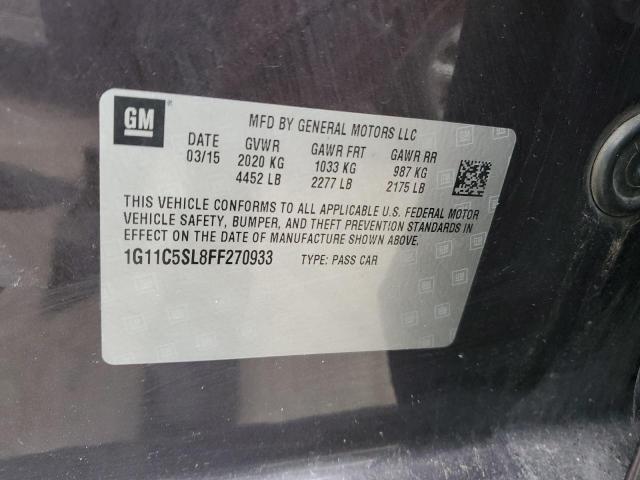 GM
MFD BY GENERAL MOTORS LLC
DATE GVWR GAWR FRT GAWR RR
03/15 2020 KG 1033 KG 987 KG
4452 LB 2277 LB 2175 LB
THIS VEHICLE CONFORMS TO ALL APPLICABLE U.S. FEDERAL MOTOR
VEHICLE SAFETY, BUMPER, AND THEFT PREVENTION STANDARDS IN
EFFECT ON THE DATE OF MANUFACTURE SHOWN ABOVE.
1G11C5SL8FF270933 TYPE: PASS CAR